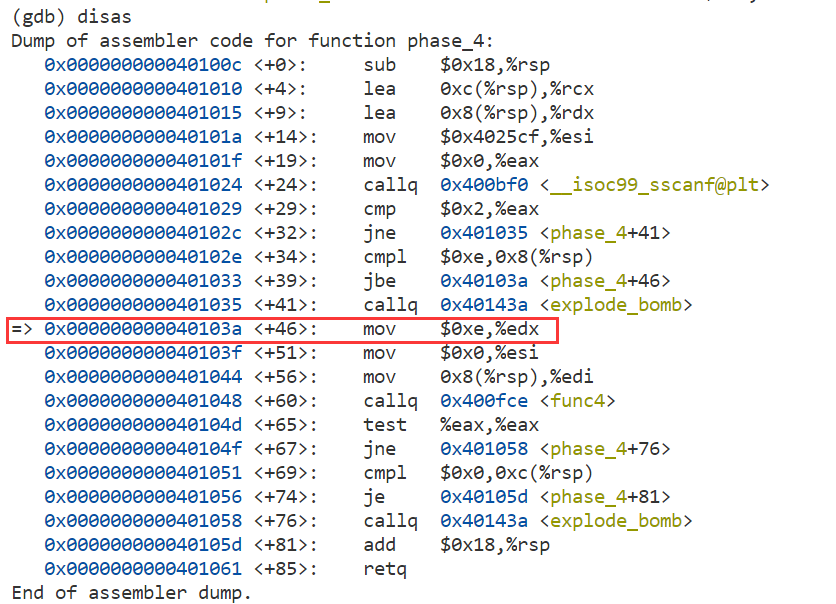 (gdb) disas
Dump of assembler code for function phase_4:
   0x000000000040100c <+0>:     sub    $0x18,%rsp
   0x0000000000401010 <+4>:     lea    0xc(%rsp),%rcx
   0x0000000000401015 <+9>:     lea    0x8(%rsp),%rdx
   0x000000000040101a <+14>:    mov    $0x4025cf,%esi
   0x000000000040101f <+19>:    mov    $0x0,%eax
   0x0000000000401024 <+24>:    callq  0x400bf0 <__isoc99_sscanf@plt>
   0x0000000000401029 <+29>:    cmp    $0x2,%eax
   0x000000000040102c <+32>:    jne    0x401035 <phase_4+41>
   0x000000000040102e <+34>:    cmpl   $0xe,0x8(%rsp)
   0x0000000000401033 <+39>:    jbe    0x40103a <phase_4+46>
   0x0000000000401035 <+41>:    callq  0x40143a <explode_bomb>
=> 0x000000000040103a <+46>:    mov    $0xe,%edx
   0x000000000040103f <+51>:    mov    $0x0,%esi
   0x0000000000401044 <+56>:    mov    0x8(%rsp),%edi
   0x0000000000401048 <+60>:    callq  0x400fce <func4>
   0x000000000040104d <+65>:    test   %eax,%eax
   0x000000000040104f <+67>:    jne    0x401058 <phase_4+76>
   0x0000000000401051 <+69>:    cmpl   $0x0,0xc(%rsp)
   0x0000000000401056 <+74>:    je     0x40105d <phase_4+81>
   0x0000000000401058 <+76>:    callq  0x40143a <explode_bomb>
   0x000000000040105d <+81>:    add    $0x18,%rsp
   0x0000000000401061 <+85>:    retq
End of assembler dump.